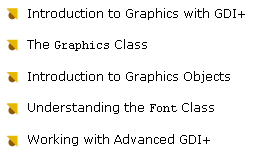 Introduction to Graphics with GDI+
The Graphics Class
Introduction to Graphics Objects
Understanding the Font Class
Working with Advanced GDI+